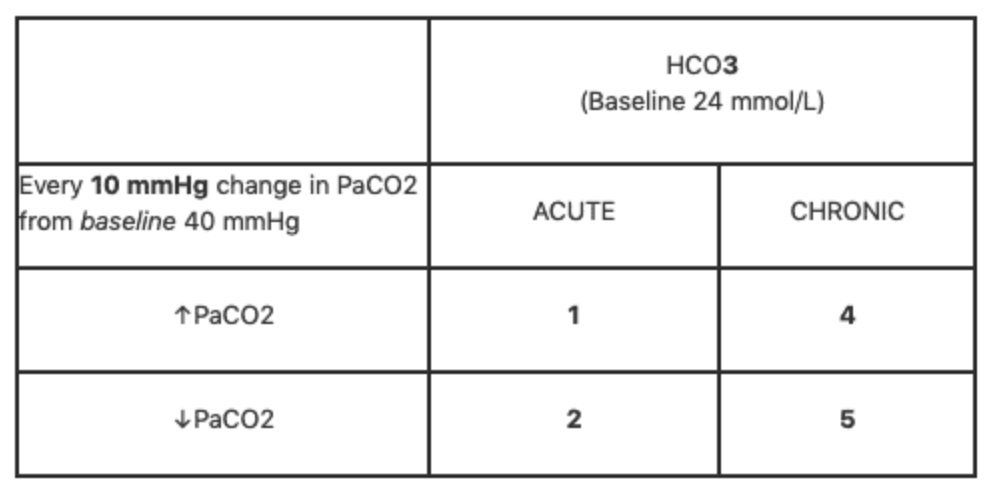 HCO3
(Baseline 24 mmol/L)
Every 10 mmHg change in PaCO2
from baseline 40 mmHg
ACUTE
CHRONIC
↑PaCO2
1
4
↓PaCO2
2
5